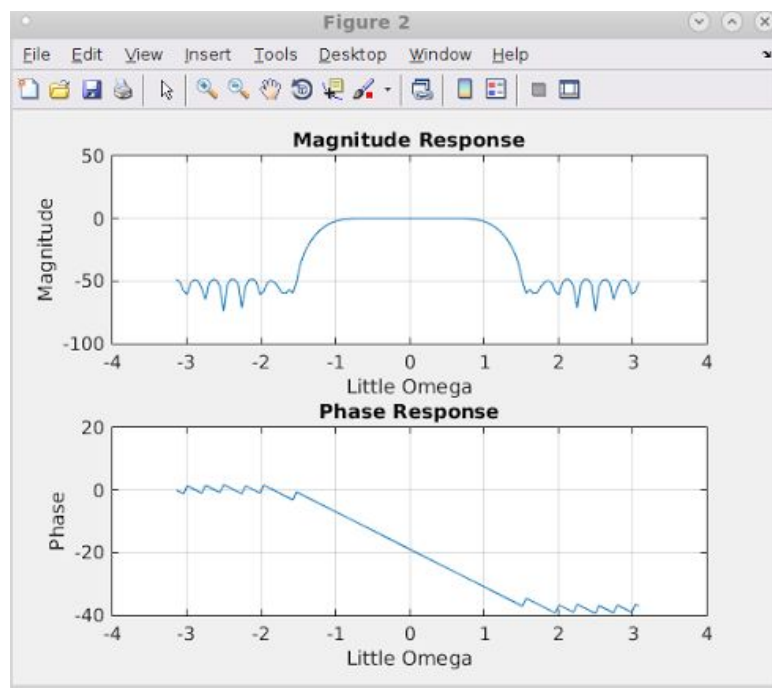 Figure 2
File Edit View Insert Tools Desktop Window Help
Magnitude Response
50
0
-50
-100
Magnitude
-4 -3 -2 -1 0 1 2 3 4
Little Omega
Phase Response
20
0
-20
-40
Phase
-4 -3 -2 -1 0 1 2 3 4
Little Omega